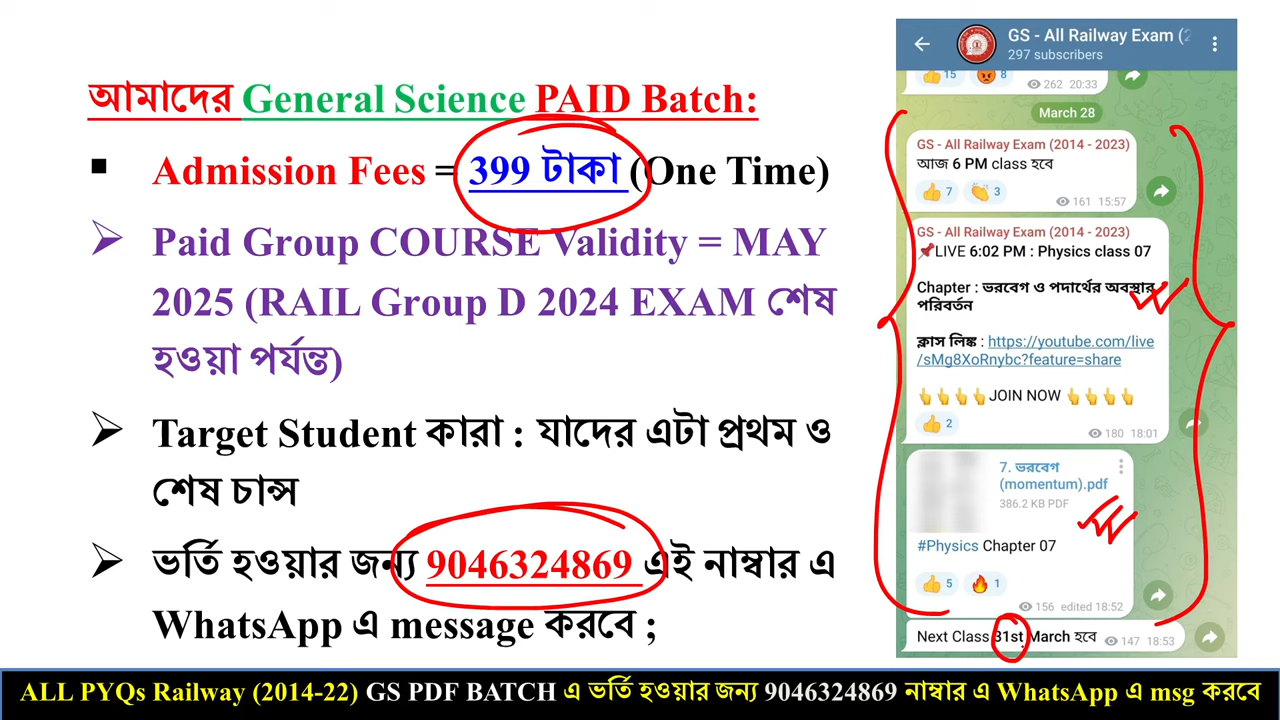 আমাদের General Science PAID Batch:
Admission Fees = 399 টাকা (One Time)
Paid Group COURSE Validity = MAY
2025 (RAIL Group D 2024 EXAM শেষ
হওয়া পর্যন্ত)
Target Student কারা : যাদের এটা প্রথম ও
শেষ চান্স
ভর্তি হওয়ার জন্য 9046324869 এই নাম্বার এ
WhatsApp এ message করবে ;
GS - All Railway Exam (2
297 subscribers
15 8 262 20:33
March 28
GS - All Railway Exam (2014 - 2023)
আজ 6 PM class হবে
7 3 161 15:57
GS - All Railway Exam (2014 - 2023)
📌LIVE 6:02 PM : Physics class 07
Chapter : ভরবেগ ও পদার্থের অবস্থার
পরিবর্তন
ক্লাস লিঙ্ক : https://youtube.com/live
/sMg8XoRnybc?feature=share
👆👆👆👆JOIN NOW 👆👆👆👆
2 180 18:01
7. ভরবেগ
(momentum).pdf
386.2 KB PDF
#Physics Chapter 07
5 1 156 edited 18:52
Next Class 31st March হবে 147 18:53
ALL PYQs Railway (2014-22) GS PDF BATCH এ ভর্তি হওয়ার জন্য 9046324869 নাম্বার এ WhatsApp এ msg করবে